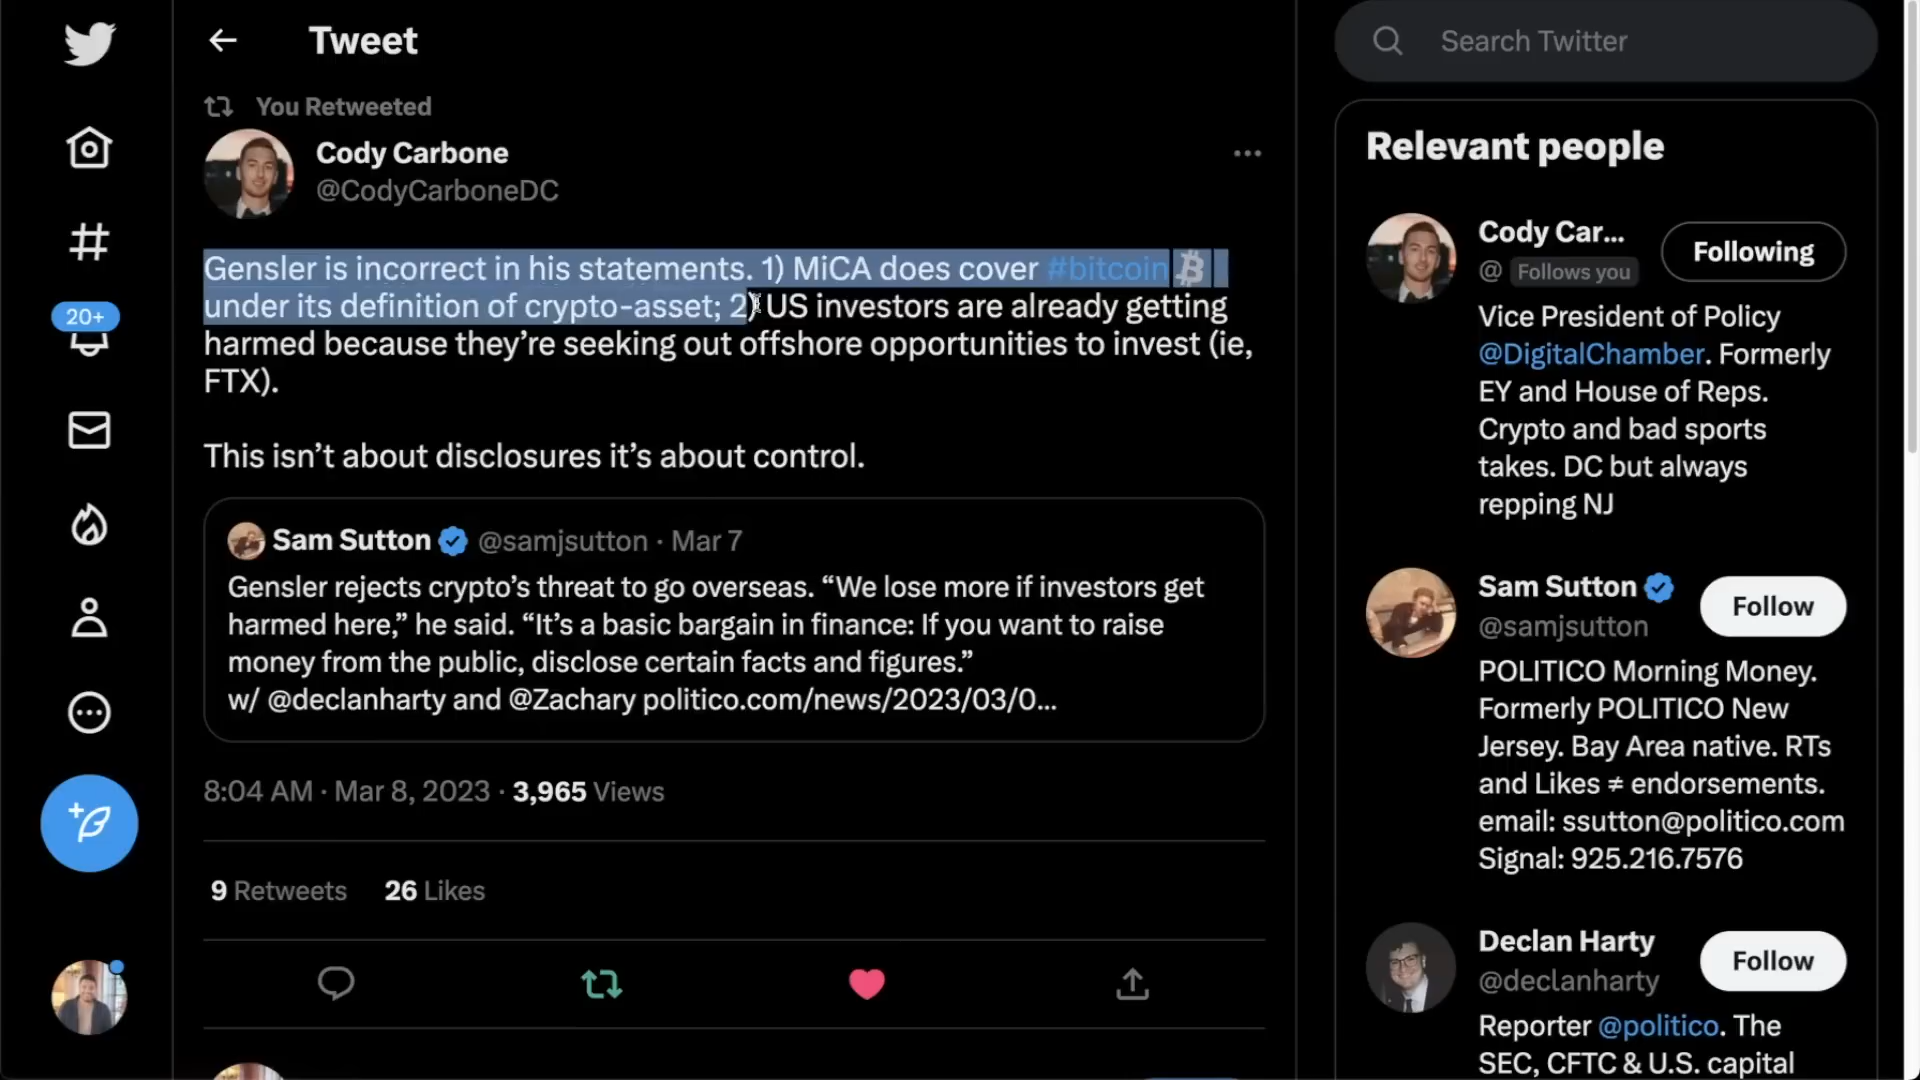 Tweet
You Retweeted
Cody Carbone
@CodyCarboneDC
Gensler is incorrect in his statements. 1) MiCA does cover #bitcoin
under its definition of crypto-asset; 2) US investors are already getting
harmed because they’re seeking out offshore opportunities to invest (ie,
FTX).
This isn’t about disclosures it’s about control.
Sam Sutton @samjsutton · Mar 7
Gensler rejects crypto’s threat to go overseas. “We lose more if investors get
harmed here,” he said. “It’s a basic bargain in finance: If you want to raise
money from the public, disclose certain facts and figures.”
w/ @declanharty and @Zachary politico.com/news/2023/03/0…
8:04 AM · Mar 8, 2023 · 3,965 Views
9 Retweets 26 Likes
20+
Search Twitter
Relevant people
Cody Car...
@ Follows you
Following
Vice President of Policy
@DigitalChamber. Formerly
EY and House of Reps.
Crypto and bad sports
takes. DC but always
repping NJ
Sam Sutton
@samjsutton
Follow
POLITICO Morning Money.
Formerly POLITICO New
Jersey. Bay Area native. RTs
and Likes ≠ endorsements.
email: ssutton@politico.com
Signal: 925.216.7576
Declan Harty
@declanharty
Follow
Reporter @politico. The
SEC, CFTC & U.S. capital